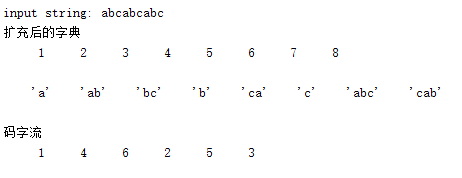 input string: abcabcabc
扩充后的字典
1 2 3 4 5 6 7 8
'a' 'ab' 'bc' 'b' 'ca' 'c' 'abc' 'cab'
码字流
1 4 6 2 5 3